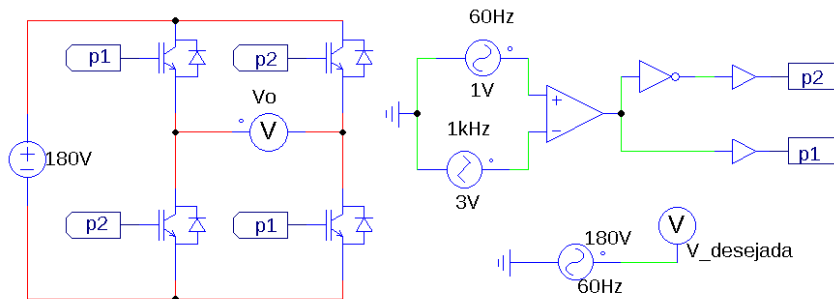 60Hz
p1
p2
p2
Vo
1V
+
V
1kHz
+
-
180V
-
p1
p2
p1
3V
180V
V
V_desejada
60Hz